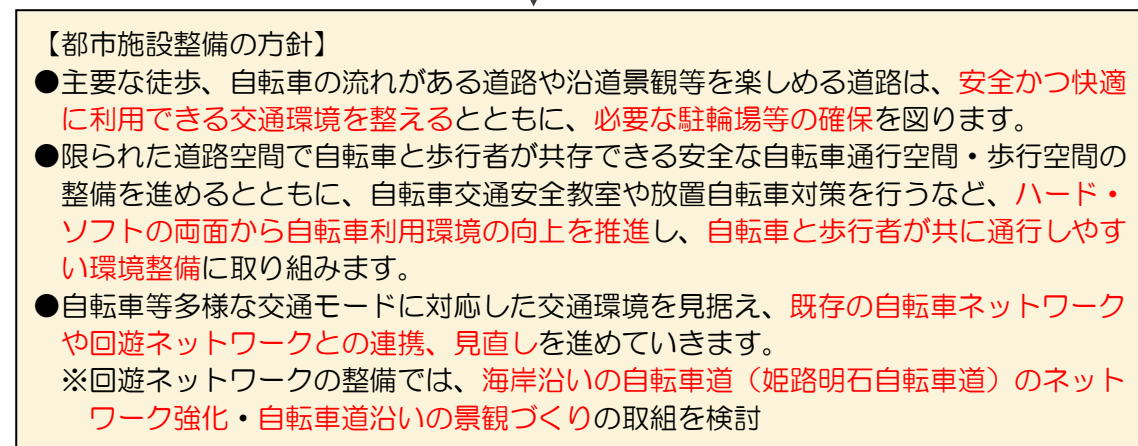 【都市施設整備の方針】
●主要な徒歩、自転車の流れがある道路や沿道景観等を楽しめる道路は、安全かつ快適
に利用できる交通環境を整えるとともに、必要な駐輪場等の確保を図ります。
●限られた道路空間で自転車と歩行者が共存できる安全な自転車通行空間・歩行空間の
整備を進めるとともに、自転車交通安全教室や放置自転車対策を行うなど、ハード・
ソフトの両面から自転車利用環境の向上を推進し、自転車と歩行者が共に通行しやす
い環境整備に取り組みます。
●自転車等多様な交通モードに対応した交通環境を見据え、既存の自転車ネットワーク
や回遊ネットワークとの連携、見直しを進めていきます。
※回遊ネットワークの整備では、海岸沿いの自転車道（姫路明石自転車道）のネット
ワーク強化・自転車道沿いの景観づくりの取組を検討